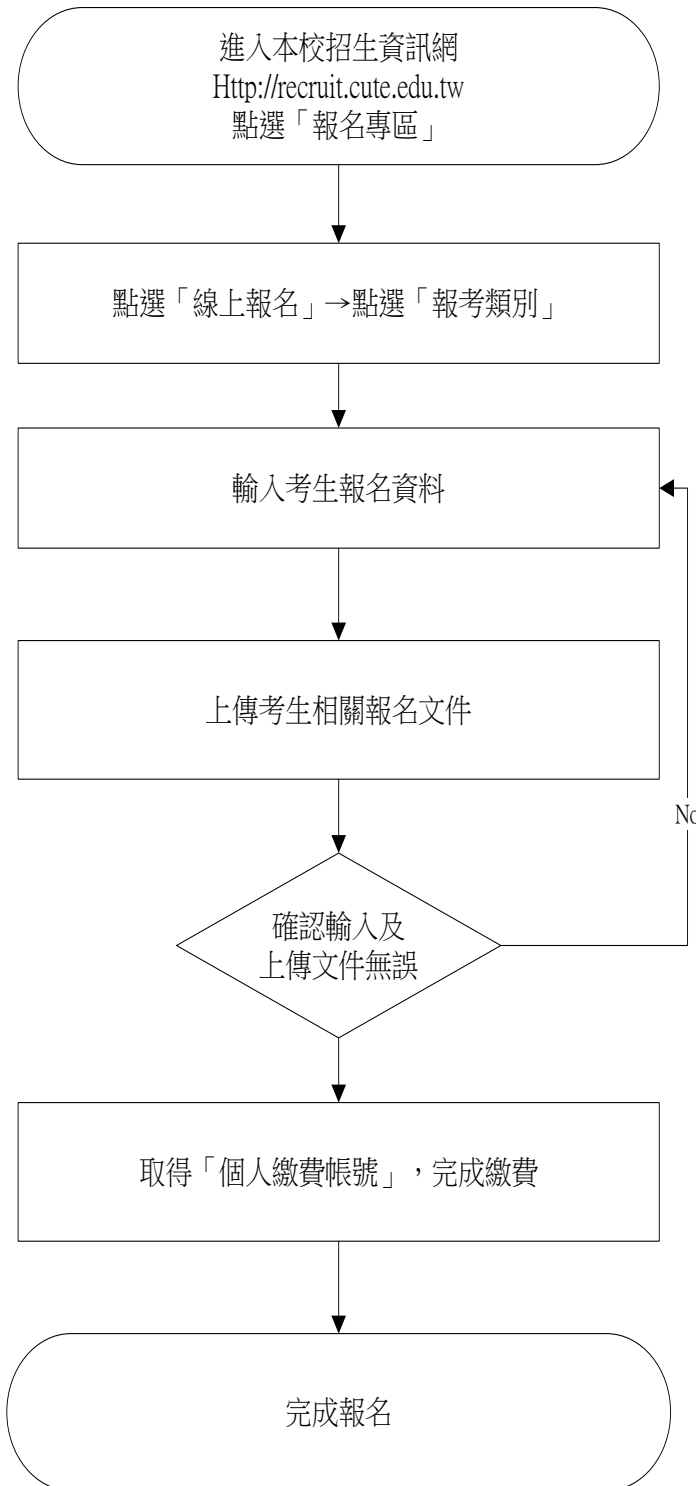 進入本校招生資訊網
Http://recruit.cute.edu.tw
點選「報名專區」
點選「線上報名」→點選「報考類別」
輸入考生報名資料
上傳考生相關報名文件
No
確認輸入及
上傳文件無誤
取得「個人繳費帳號」，完成繳費
完成報名